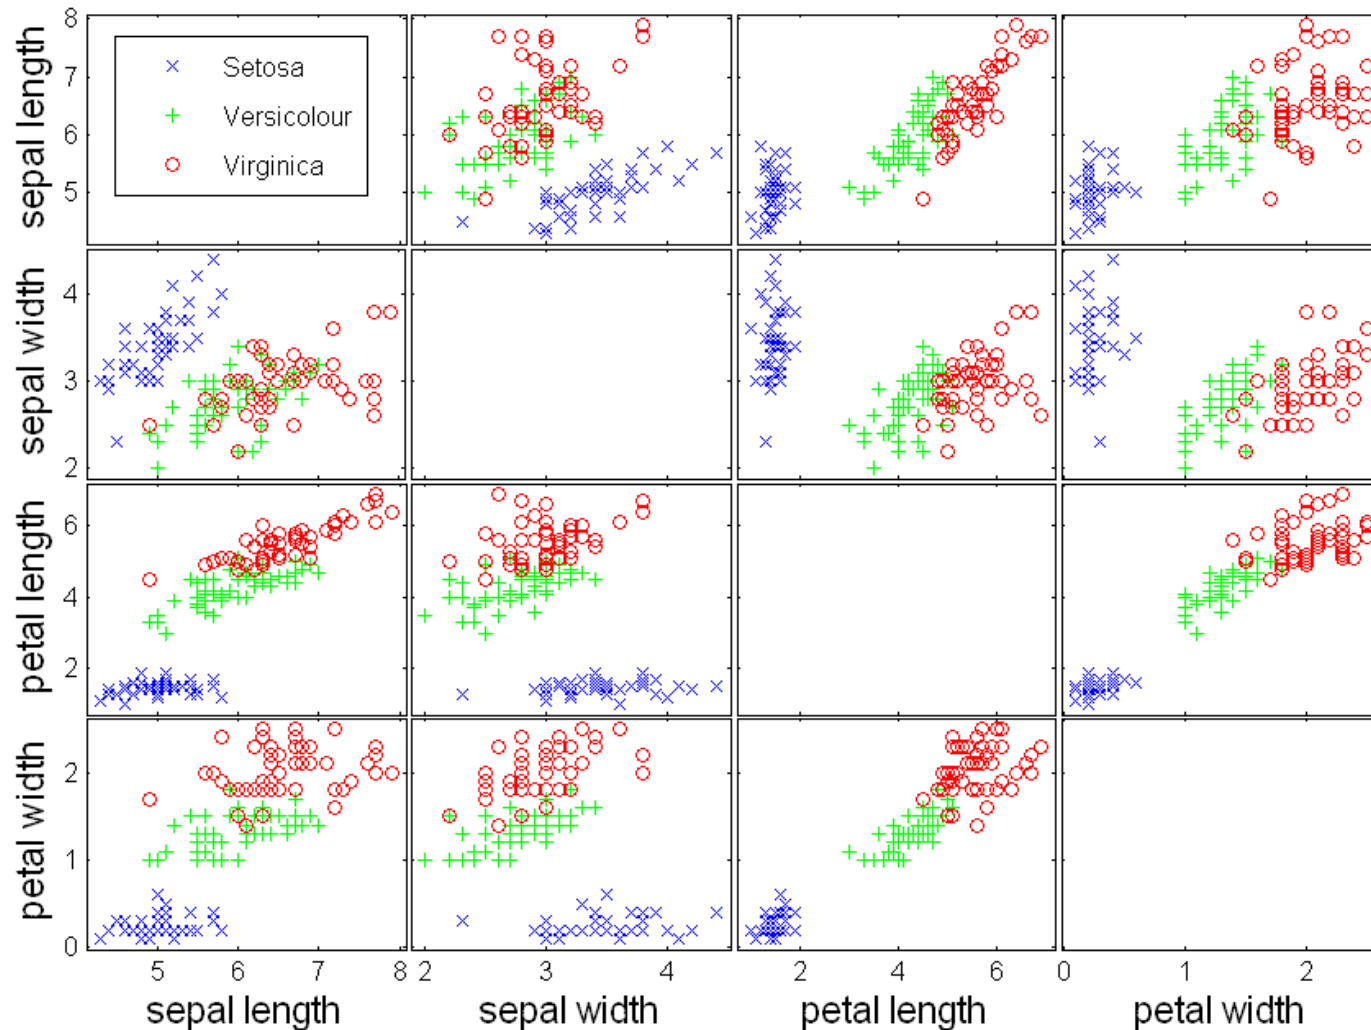 sepal length
8
7
6
5
Setosa
Versicolour
Virginica
sepal width
4
3
2
petal length
6
4
2
petal width
2
1
0
5 6 7 8 2 3 4 2 4 6 0 1 2
sepal length sepal width petal length petal width